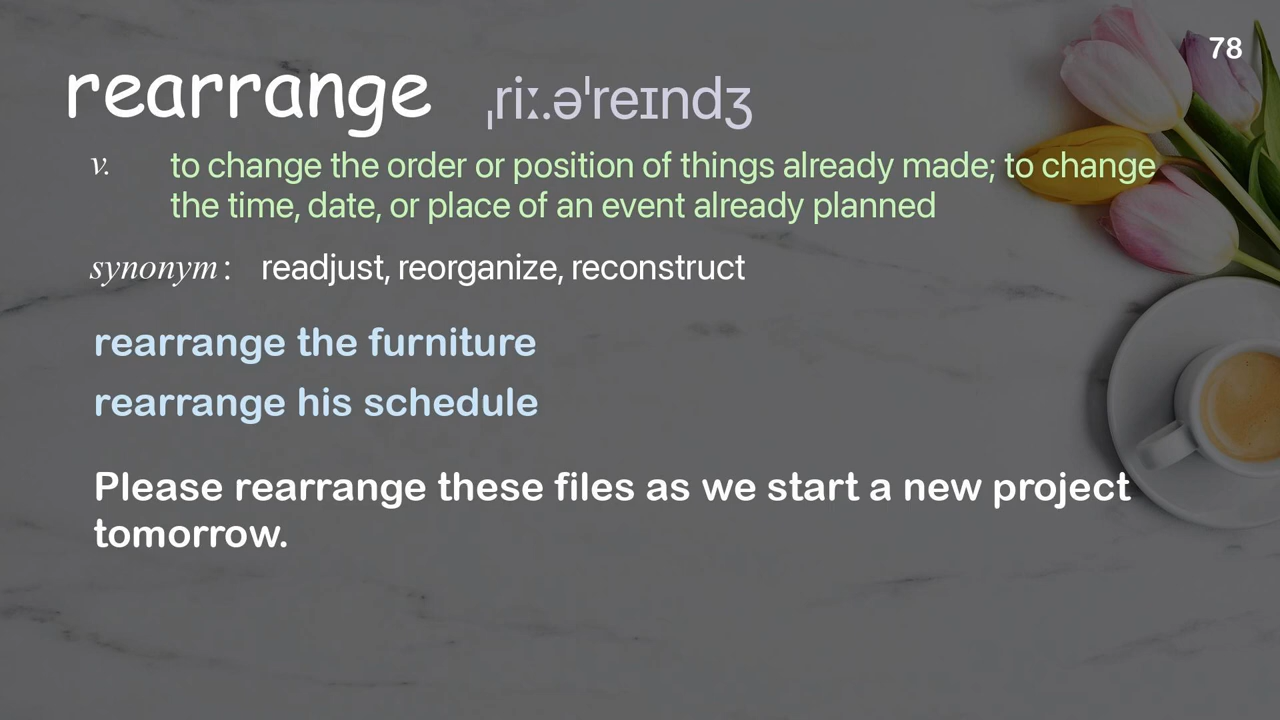 78
rearrange ˌriː.əˈreɪndʒ
v. to change the order or position of things already made; to change
the time, date, or place of an event already planned
synonym: readjust, reorganize, reconstruct
rearrange the furniture
rearrange his schedule
Please rearrange these files as we start a new project
tomorrow.